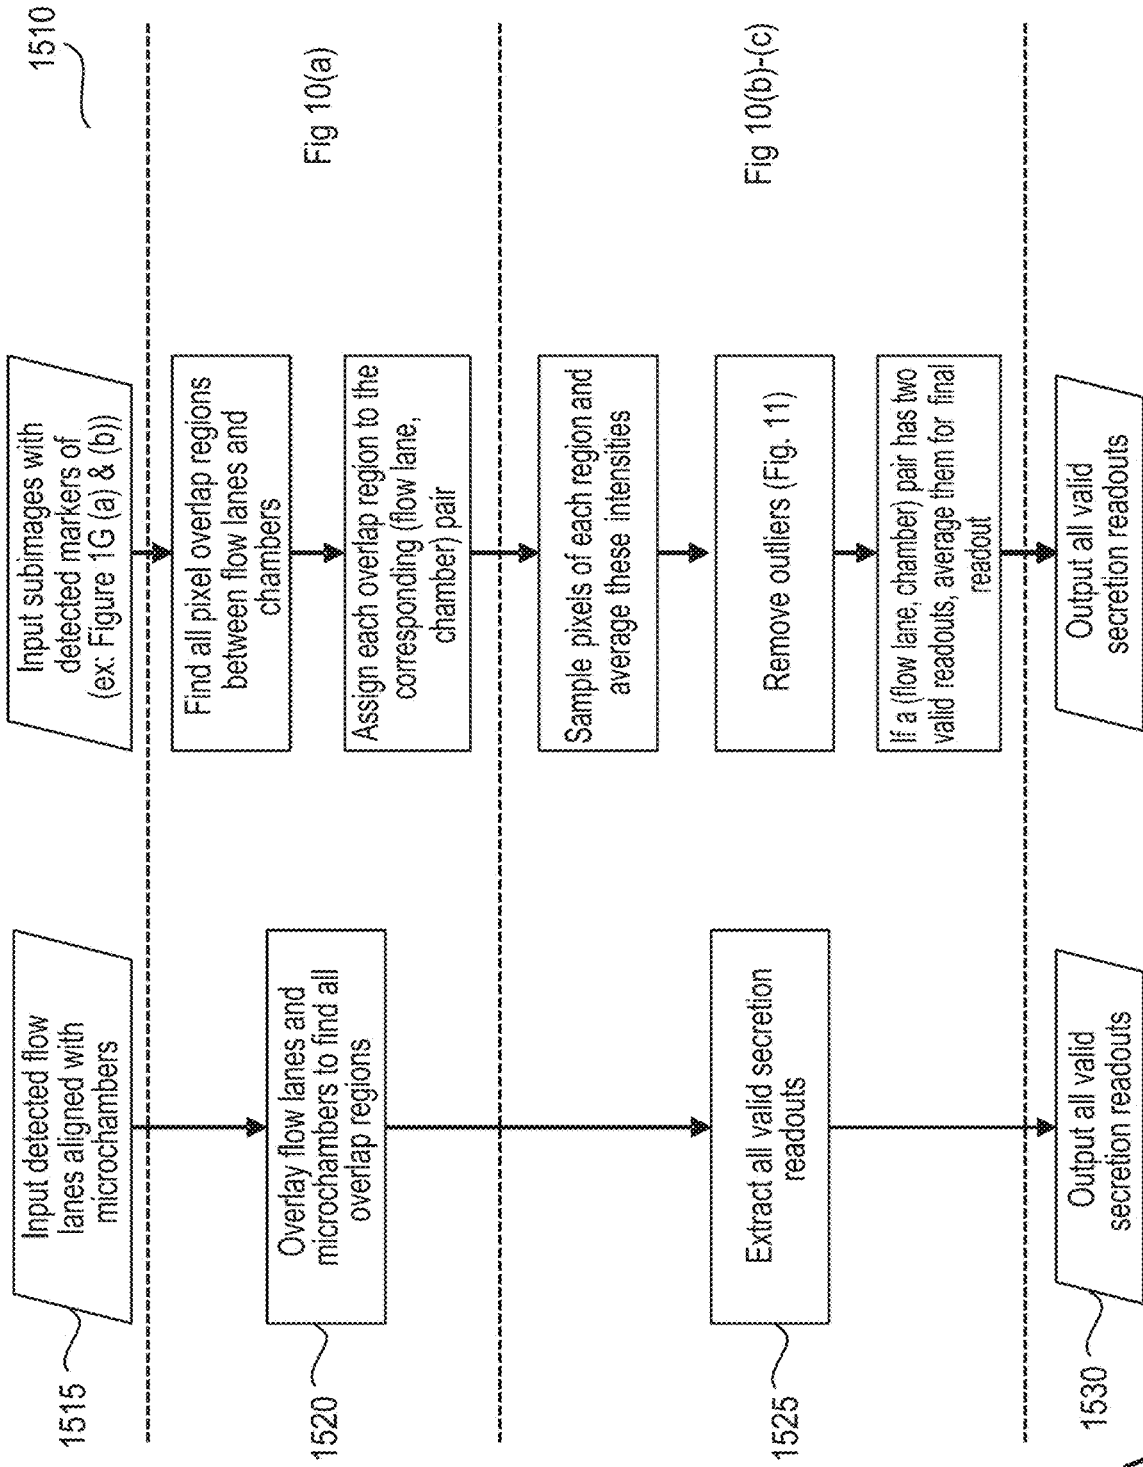 1510
1515
Input detected flow
lanes aligned with
microchambers
Input subimages with
detected markers of
(ex: Figure 1G (a) & (b))
1520
Overlay flow lanes and
microchambers to find all
overlap regions
Find all pixel overlap regions
between flow lanes and
chambers
Assign each overlap region to the
corresponding (flow lane,
chamber) pair
Fig 10(a)
1525
Extract all valid secretion
readouts
Sample pixels of each region and
average these intensities
Remove outliers (Fig. 11)
If a (flow lane, chamber) pair has two
valid readouts, average them for final
readout
Fig 10(b)-(c)
1530
Output all valid
secretion readouts
Output all valid
secretion readouts